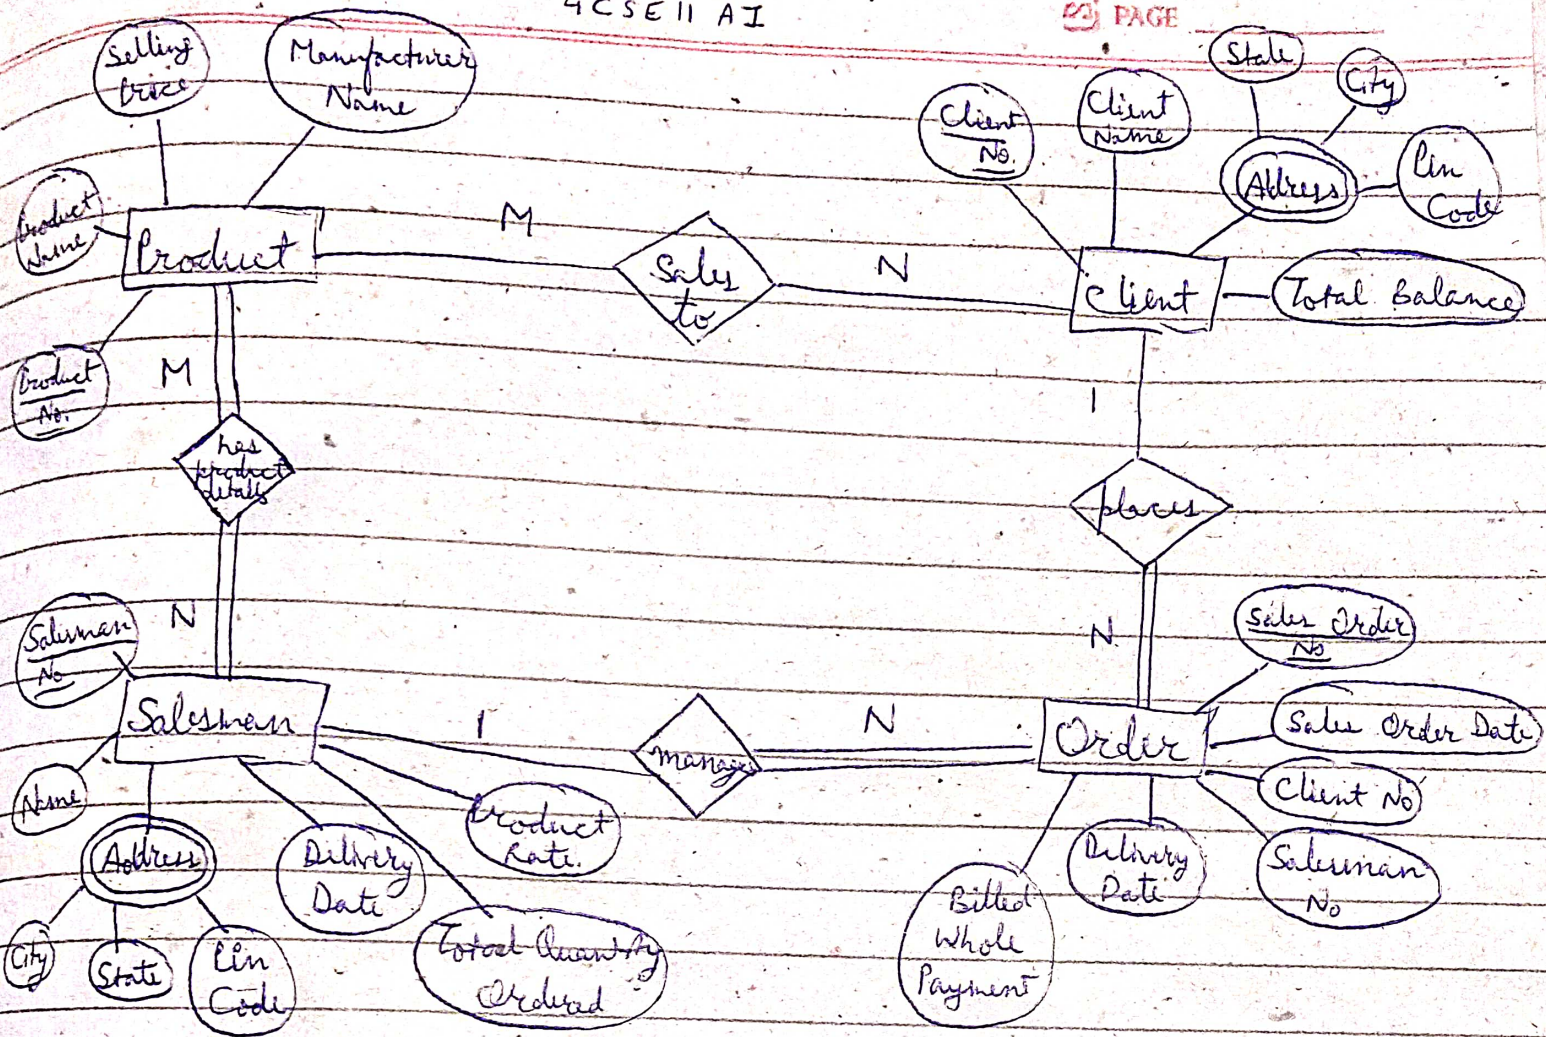 4CSE11 AI
PAGE
Selling
Price
Manufacturer
Name
Client
No.
Client
Name
State
City
Address
Pin
Code
Product
Name
Product
M
Sales
to
N
Client
Total Balance
Product
No.
M
1
has
product
details
places
Salesman
No
N
N
Sales Order
No
Salesman
1
manages
N
Order
Sales Order Date
Name
Product
Rate.
Client No
Address
Delivery
Date
Delivery
Date
Salesman
No
City
State
Pin
Code
Total Quantity
Ordered
Billed
Whole
Payment